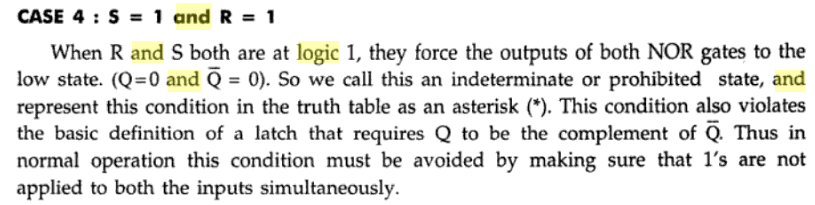 CASE 4 : S = 1 and R = 1
When R and S both are at logic 1, they force the outputs of both NOR gates to the
low state. (Q=0 and Q̅ = 0). So we call this an indeterminate or prohibited state, and
represent this condition in the truth table as an asterisk (*). This condition also violates
the basic definition of a latch that requires Q to be the complement of Q̅. Thus in
normal operation this condition must be avoided by making sure that 1's are not
applied to both the inputs simultaneously.